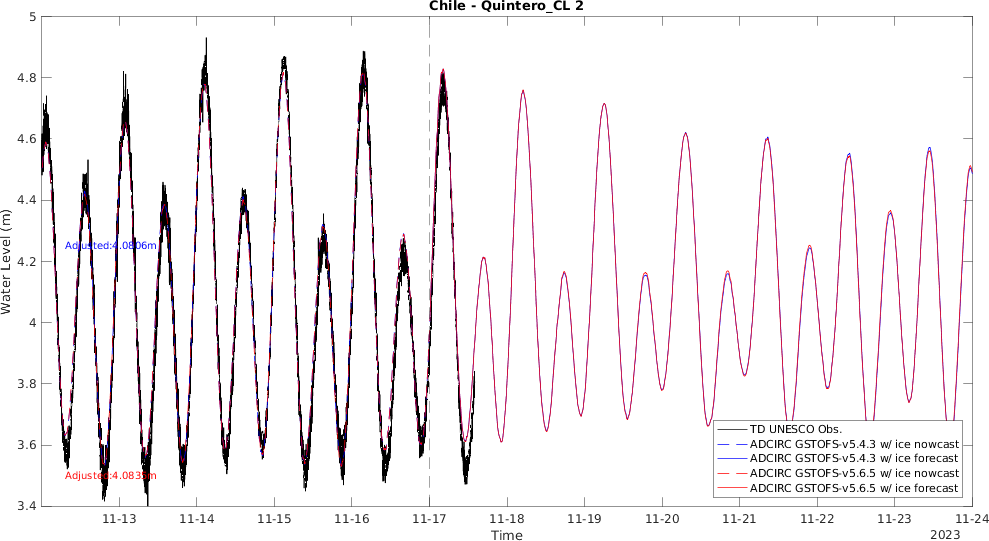 Chile - Quintero_CL 2
Water Level (m)
5
4.8
4.6
4.4
4.2
4
3.8
3.6
3.4
Adjusted:4.0806m
TD UNESCO Obs.
ADCIRC GSTOFS-v5.4.3 w/ ice nowcast
ADCIRC GSTOFS-v5.4.3 w/ ice forecast
ADCIRC GSTOFS-v5.6.5 w/ ice nowcast
ADCIRC GSTOFS-v5.6.5 w/ ice forecast
11-13 11-14 11-15 11-16 11-17 11-18 11-19 11-20 11-21 11-22 11-23 11-24
Time
2023